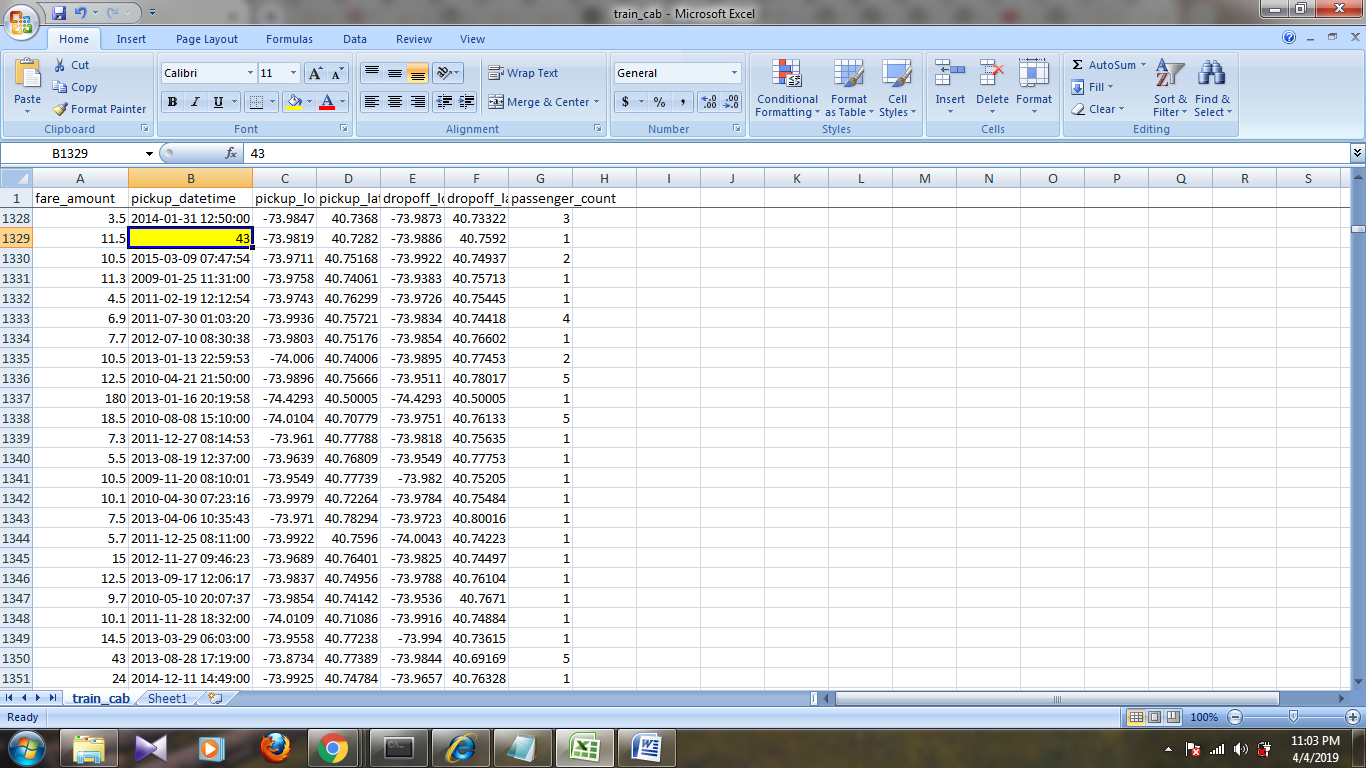 train_cab - Microsoft Excel
Home Insert Page Layout Formulas Data Review View
Paste Cut Copy Format Painter Clipboard
Calibri 11 B I U Font
Wrap Text Merge & Center Alignment
General $ % , Number
Conditional Formatting Format as Table Cell Styles Styles
Insert Delete Format Cells
AutoSum Fill Clear Sort & Filter Find & Select Editing
B1329 fx 43
A B C D E F G H I J K L M N O P Q R S
1 fare_amount pickup_datetime pickup_lo pickup_lat dropoff_lo dropoff_la passenger_count
1328 3.5 2014-01-31 12:50:00 -73.9847 40.7368 -73.9873 40.73322 3
1329 11.5 43 -73.9819 40.7282 -73.9886 40.7592 1
1330 10.5 2015-03-09 07:47:54 -73.9711 40.75168 -73.9922 40.74937 2
1331 11.3 2009-01-25 11:31:00 -73.9758 40.74061 -73.9383 40.75713 1
1332 4.5 2011-02-19 12:12:54 -73.9743 40.76299 -73.9726 40.75445 1
1333 6.9 2011-07-30 01:03:20 -73.9936 40.75721 -73.9834 40.74418 4
1334 7.7 2012-07-10 08:30:38 -73.9803 40.75176 -73.9854 40.76602 1
1335 10.5 2013-01-13 22:59:53 -74.006 40.74006 -73.9895 40.77453 2
1336 12.5 2010-04-21 21:50:00 -73.9896 40.75666 -73.9511 40.78017 5
1337 180 2013-01-16 20:19:58 -74.4293 40.50005 -74.4293 40.50005 1
1338 18.5 2010-08-08 15:10:00 -74.0104 40.70779 -73.9751 40.76133 5
1339 7.3 2011-12-27 08:14:53 -73.961 40.77788 -73.9818 40.75635 1
1340 5.5 2013-08-19 12:37:00 -73.9639 40.76809 -73.9549 40.77753 1
1341 10.5 2009-11-20 08:10:01 -73.9549 40.77739 -73.982 40.75205 1
1342 10.1 2010-04-30 07:23:16 -73.9979 40.72264 -73.9784 40.75484 1
1343 7.5 2013-04-06 10:35:43 -73.971 40.78294 -73.9723 40.80016 1
1344 5.7 2011-12-25 08:11:00 -73.9922 40.7596 -74.0043 40.74223 1
1345 15 2012-11-27 09:46:23 -73.9689 40.76401 -73.9825 40.74497 1
1346 12.5 2013-09-17 12:06:17 -73.9837 40.74956 -73.9788 40.76104 1
1347 9.7 2010-05-10 20:07:37 -73.9854 40.74142 -73.9536 40.7671 1
1348 10.1 2011-11-28 18:32:00 -74.0109 40.71086 -73.9916 40.74884 1
1349 14.5 2013-03-29 06:03:00 -73.9558 40.77238 -73.994 40.73615 1
1350 43 2013-08-28 17:19:00 -73.8734 40.77389 -73.9844 40.69169 5
1351 24 2014-12-11 14:49:00 -73.9925 40.74784 -73.9657 40.76328 1
train_cab Sheet1
Ready 100%
11:03 PM
4/4/2019